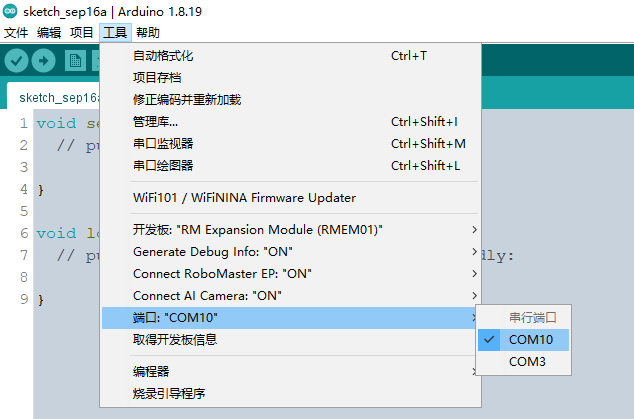 sketch_sep16a | Arduino 1.8.19
文件 编辑 项目 工具 帮助
自动格式化 Ctrl+T
项目存档
修正编码并重新加载
管理库... Ctrl+Shift+I
串口监视器 Ctrl+Shift+M
串口绘图器 Ctrl+Shift+L
WiFi101 / WiFiNINA Firmware Updater
开发板: "RM Expansion Module (RMEM01)"
Generate Debug Info: "ON"
Connect RoboMaster EP: "ON"
Connect AI Camera: "ON"
端口: "COM10"
取得开发板信息
编程器
烧录引导程序
串行端口
COM10
COM3
sketch_sep16a
1 void se
2 // pu
3
4 }
5
6 void lo
7 // pu dly:
8
9 }